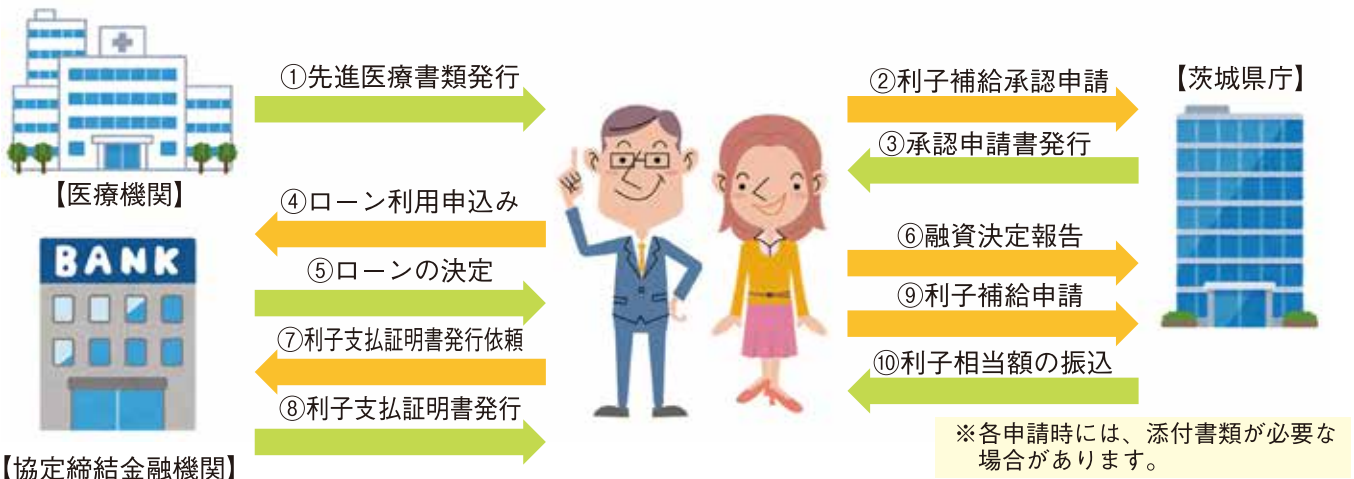 ①先進医療書類発行
【医療機関】
④ローン利用申込み
BANK
⑤ローンの決定
⑦利子支払証明書発行依頼
⑧利子支払証明書発行
【協定締結金融機関】
②利子補給承認申請
【茨城県庁】
③承認申請書発行
⑥融資決定報告
⑨利子補給申請
⑩利子相当額の振込
※各申請時には、添付書類が必要な
場合があります。